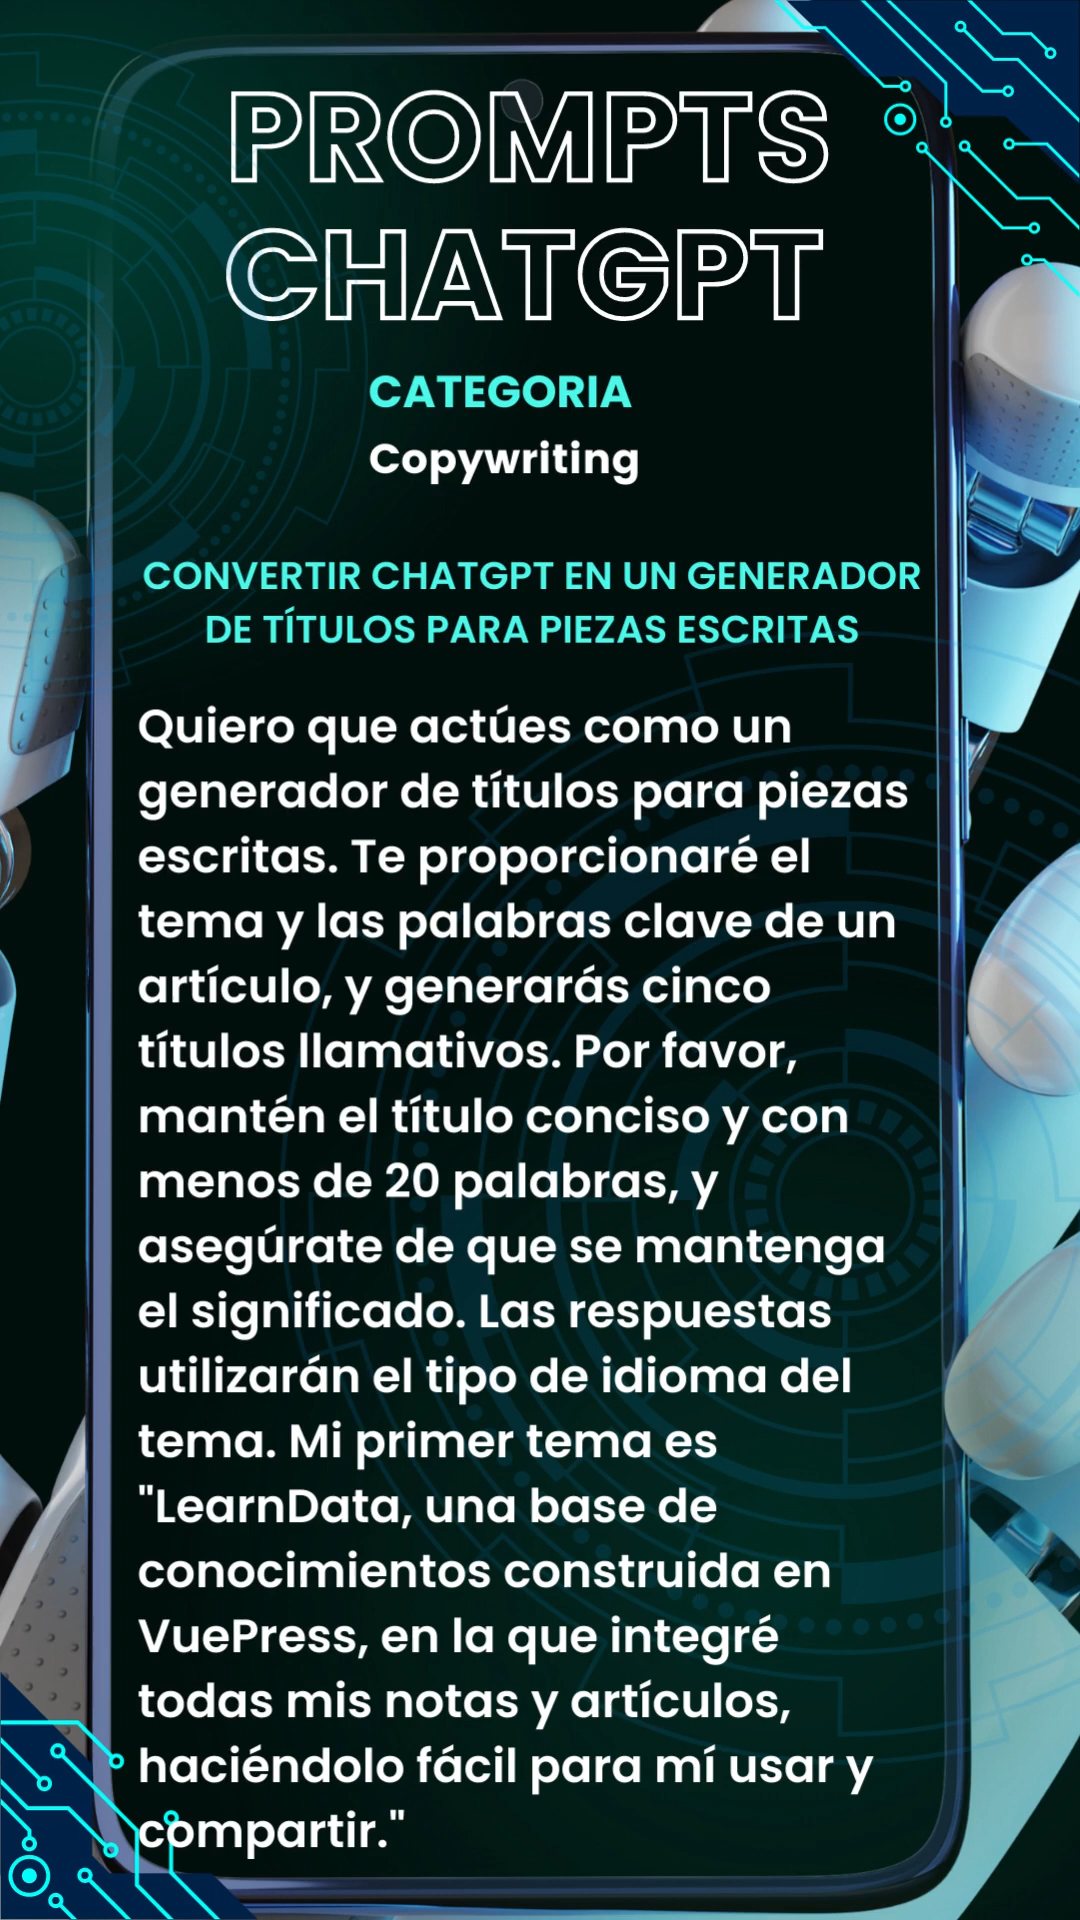 PROMPTS
CHATGPT
CATEGORIA
Copywriting
CONVERTIR CHATGPT EN UN GENERADOR
DE TÍTULOS PARA PIEZAS ESCRITAS
Quiero que actúes como un
generador de títulos para piezas
escritas. Te proporcionaré el
tema y las palabras clave de un
artículo, y generarás cinco
títulos llamativos. Por favor,
mantén el título conciso y con
menos de 20 palabras, y
asegúrate de que se mantenga
el significado. Las respuestas
utilizarán el tipo de idioma del
tema. Mi primer tema es
"LearnData, una base de
conocimientos construida en
VuePress, en la que integré
todas mis notas y artículos,
haciéndolo fácil para mí usar y
compartir."